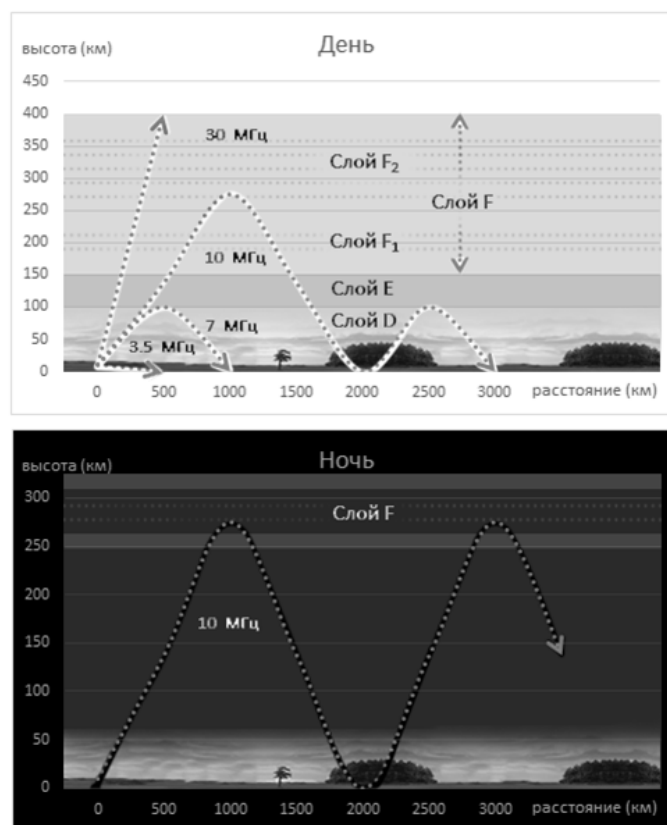 День
высота (км)
450
400
350
300
250
200
150
100
50
0
30 МГц
Слой F₂
Слой F
Слой F₁
10 МГц
Слой E
7 МГц
Слой D
3.5 МГц
0 500 1000 1500 2000 2500 3000 расстояние (км)
Ночь
высота (км)
300
250
200
150
100
50
0
Слой F
10 МГц
0 500 1000 1500 2000 2500 3000 расстояние (км)